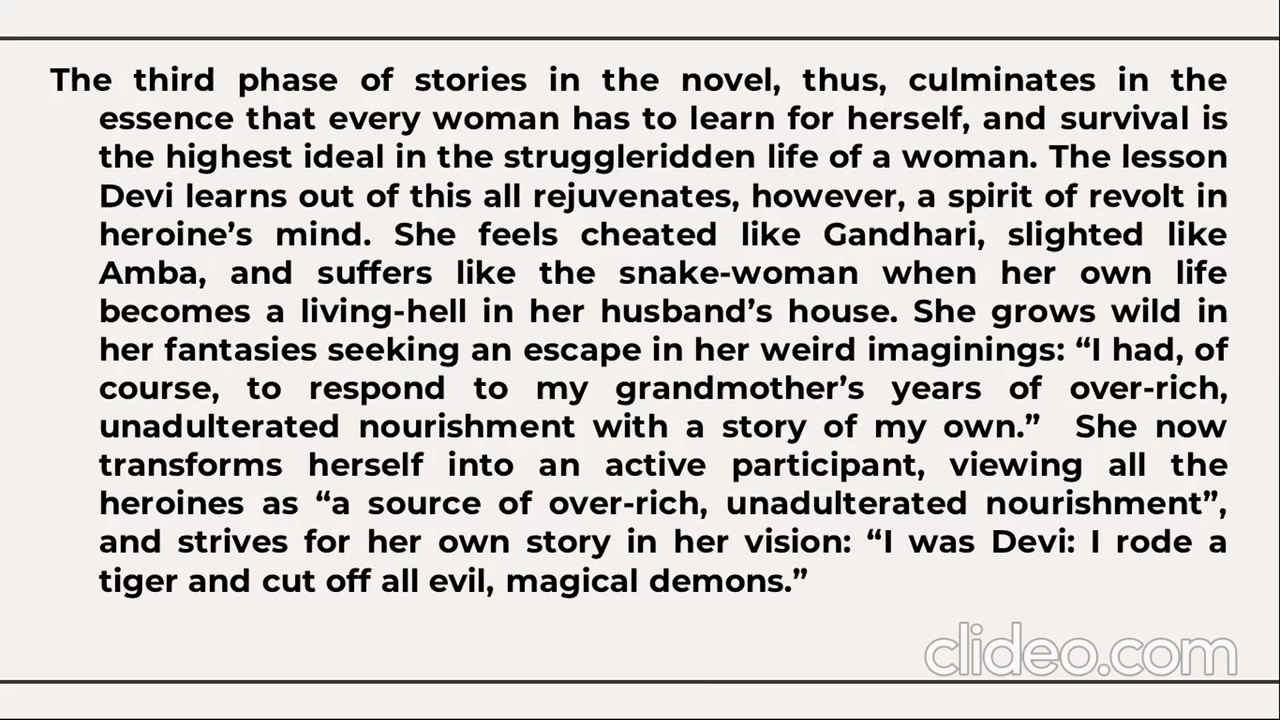 The third phase of stories in the novel, thus, culminates in the
essence that every woman has to learn for herself, and survival is
the highest ideal in the struggleridden life of a woman. The lesson
Devi learns out of this all rejuvenates, however, a spirit of revolt in
heroine’s mind. She feels cheated like Gandhari, slighted like
Amba, and suffers like the snake-woman when her own life
becomes a living-hell in her husband’s house. She grows wild in
her fantasies seeking an escape in her weird imaginings: “I had, of
course, to respond to my grandmother’s years of over-rich,
unadulterated nourishment with a story of my own.” She now
transforms herself into an active participant, viewing all the
heroines as “a source of over-rich, unadulterated nourishment”,
and strives for her own story in her vision: “I was Devi: I rode a
tiger and cut off all evil, magical demons.”
clideo.com